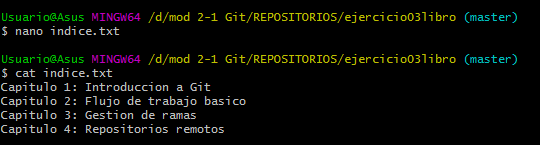 Usuario@Asus MINGW64 /d/mod 2-1 Git/REPOSITORIOS/ejercicio03libro (master)
$ nano indice.txt
Usuario@Asus MINGW64 /d/mod 2-1 Git/REPOSITORIOS/ejercicio03libro (master)
$ cat indice.txt
Capitulo 1: Introduccion a Git
Capitulo 2: Flujo de trabajo basico
Capitulo 3: Gestion de ramas
Capitulo 4: Repositorios remotos